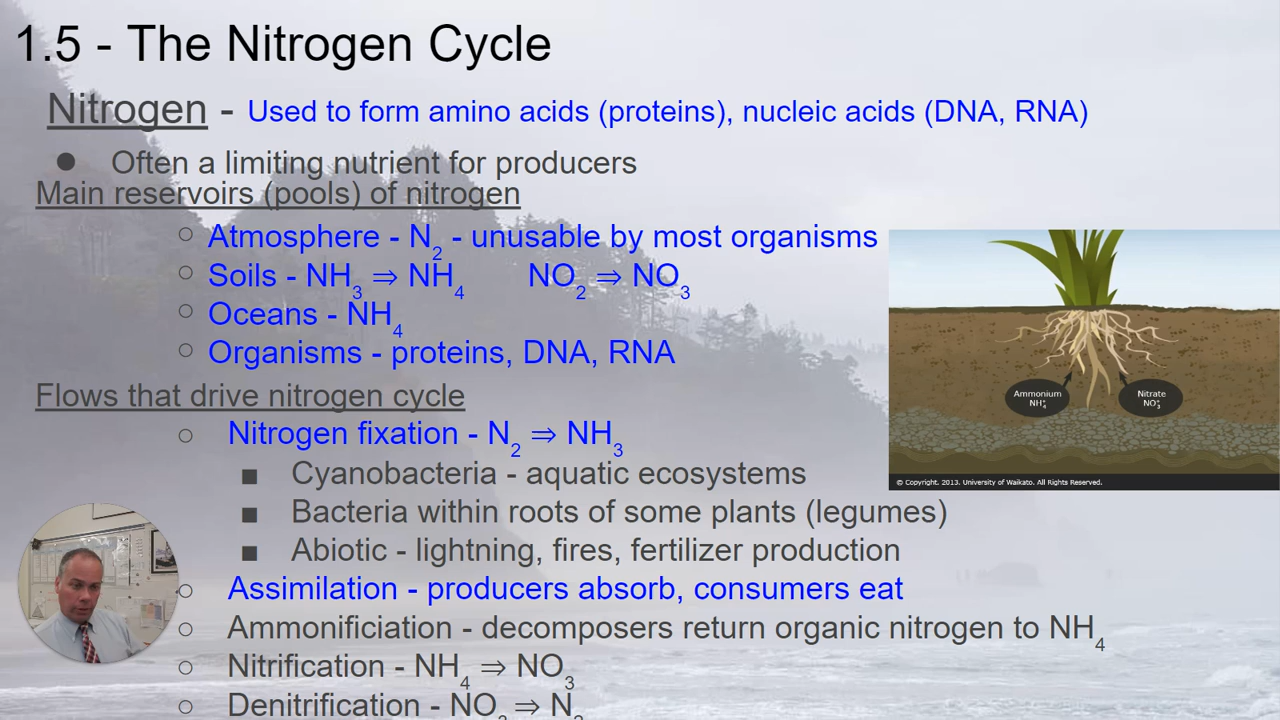 1.5 - The Nitrogen Cycle
Nitrogen - Used to form amino acids (proteins), nucleic acids (DNA, RNA)
● Often a limiting nutrient for producers
Main reservoirs (pools) of nitrogen
○ Atmosphere - N₂ - unusable by most organisms
○ Soils - NH₃ ⇒ NH₄ NO₂ ⇒ NO₃
○ Oceans - NH₄
○ Organisms - proteins, DNA, RNA
Flows that drive nitrogen cycle
○ Nitrogen fixation - N₂ ⇒ NH₃
■ Cyanobacteria - aquatic ecosystems
■ Bacteria within roots of some plants (legumes)
■ Abiotic - lightning, fires, fertilizer production
○ Assimilation - producers absorb, consumers eat
○ Ammonificiation - decomposers return organic nitrogen to NH₄
○ Nitrification - NH₄ ⇒ NO₃
○ Denitrification - NO₃ ⇒ N₂
Ammonium
NH₄⁺
Nitrate
NO₃⁻
© Copyright. 2013. University of Waikato. All Rights Reserved.